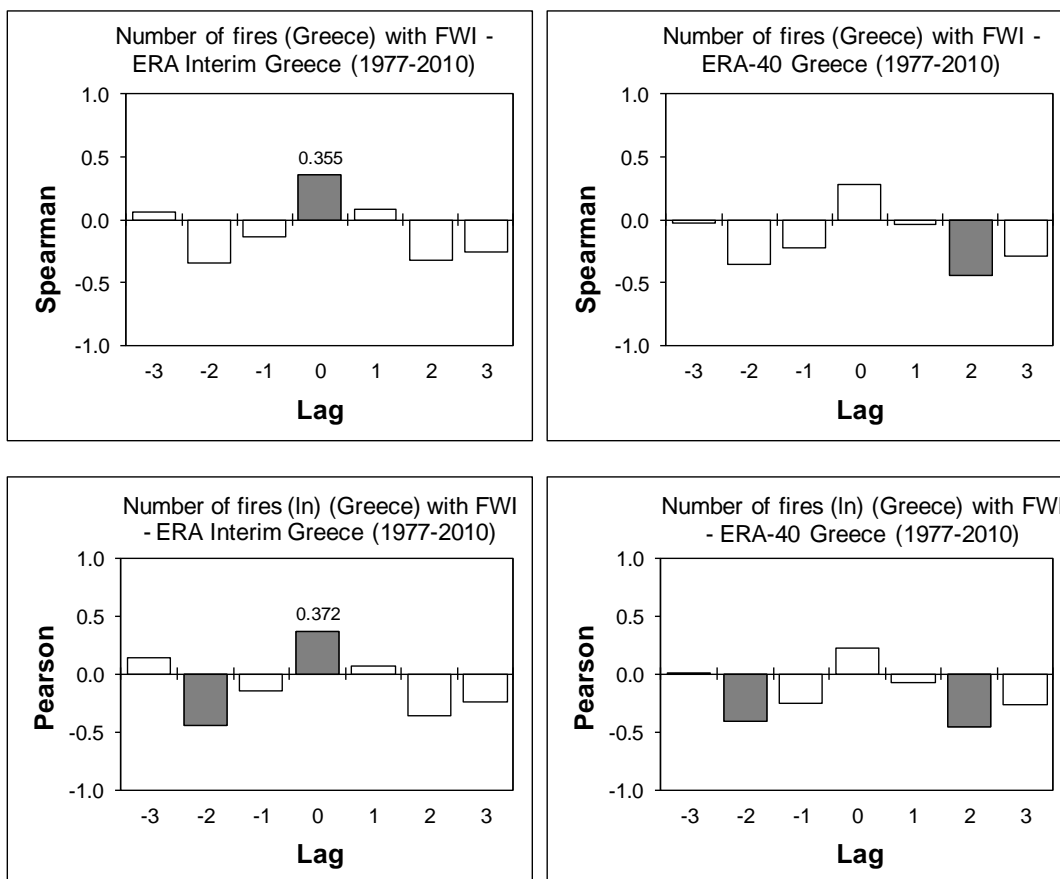 Number of fires (Greece) with FWI -
ERA Interim Greece (1977-2010)
1.0
0.5
0.0
-0.5
-1.0
Spearman
0.355
-3 -2 -1 0 1 2 3
Lag
Number of fires (Greece) with FWI -
ERA-40 Greece (1977-2010)
1.0
0.5
0.0
-0.5
-1.0
Spearman
-3 -2 -1 0 1 2 3
Lag
Number of fires (ln) (Greece) with FWI
- ERA Interim Greece (1977-2010)
1.0
0.5
0.0
-0.5
-1.0
Pearson
0.372
-3 -2 -1 0 1 2 3
Lag
Number of fires (ln) (Greece) with FWI
- ERA-40 Greece (1977-2010)
1.0
0.5
0.0
-0.5
-1.0
Pearson
-3 -2 -1 0 1 2 3
Lag